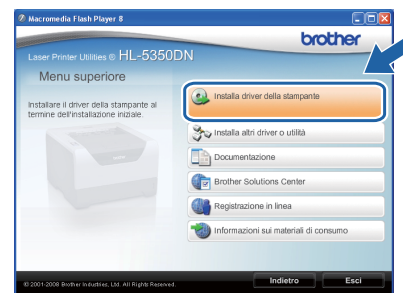 Macromedia Flash Player 8
brother
Laser Printer Utilities © HL-5350DN
Menu superiore
Installare il driver della stampante al
termine dell'installazione iniziale.
Installa driver della stampante
Installa altri driver o utilità
Documentazione
Brother Solutions Center
Registrazione in linea
Informazioni sui materiali di consumo
© 2001-2008 Brother Industries, Ltd. All Rights Reserved.
Indietro
Esci